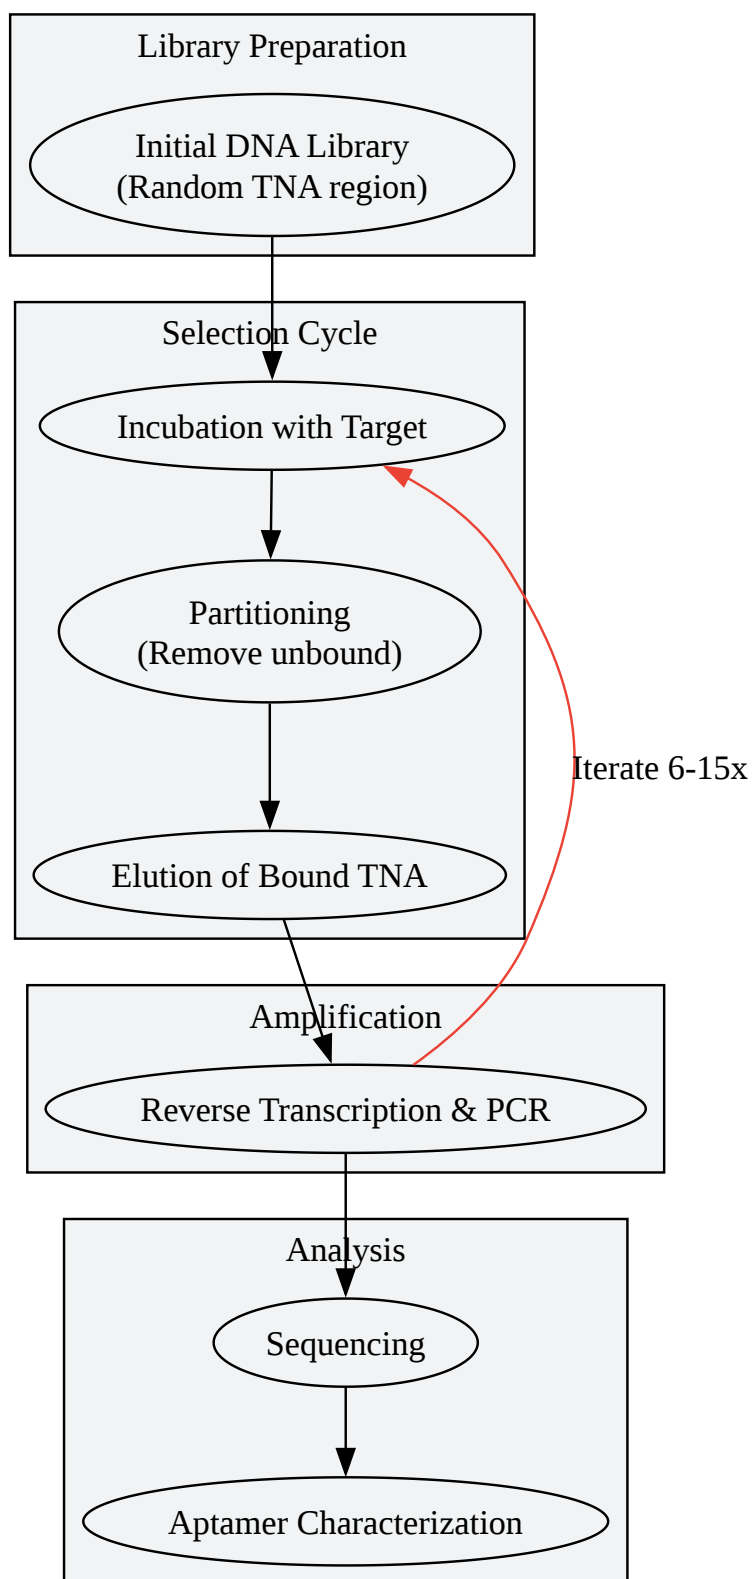 Library Preparation
Initial DNA Library
(Random TNA region)
Selection Cycle
Incubation with Target
Partitioning
(Remove unbound)
Iterate 6-15x
Elution of Bound TNA
Amplification
Reverse Transcription & PCR
Analysis
Sequencing
Aptamer Characterization